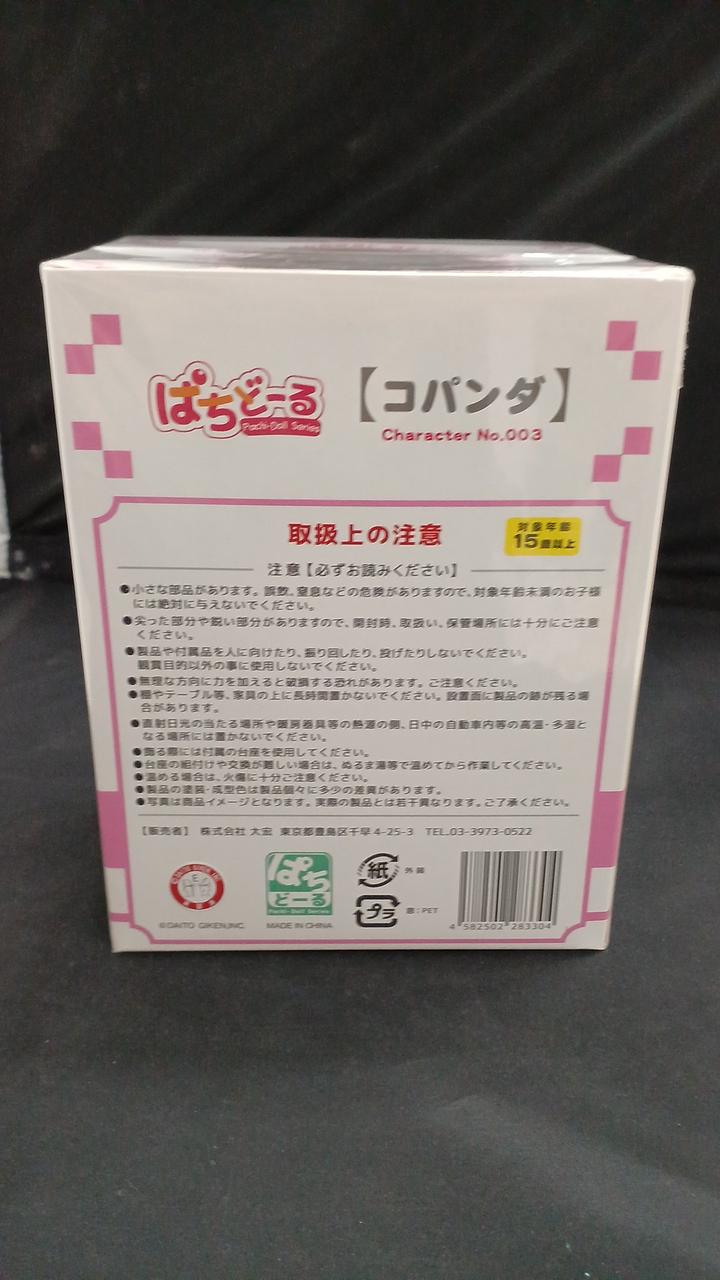 ぱちどーる
Pachi-Doll Series
【コパンダ】
Character No.003
取扱上の注意
対象年齢
15歳以上
注意【必ずお読みください】
●小さな部品があります。誤飲、窒息などの危険がありますので、対象年齢未満のお子様
には絶対に与えないでください。
●尖った部分や鋭い部分がありますので、開封時、取扱い、保管場所には十分にご注意
ください。
●製品や付属品を人に向けたり、振り回したり、投げたりしないでください。
観賞目的以外の事に使用しないでください。
●無理な方向に力を加えると破損する恐れがあります。ご注意ください。
●棚やテーブル等、家具の上に長時間置かないでください。設置面に製品の跡が残る場
合があります。
●直射日光の当たる場所や暖房器具等の熱源の側、日中の自動車内等の高温・多湿と
なる場所には置かないでください。
●飾る際には付属の台座を使用してください。
●台座の組付けや交換が難しい場合は、ぬるま湯等で温めてから作業してください。
●温める場合は、火傷に十分ご注意ください。
●製品の塗装・成型色は製品個々に多少の差異があります。
●写真は商品イメージとなります。実際の製品とは若干異なります。ご了承ください。
【販売者】 株式会社 大宏 東京都豊島区千早4-25-3 TEL.03-3973-0522
ぱち
どーる
Pachi-Doll Series
紙 外箱
プラ 窓:PET
©DAITO GIKEN,INC.
MADE IN CHINA
4 582502 283304